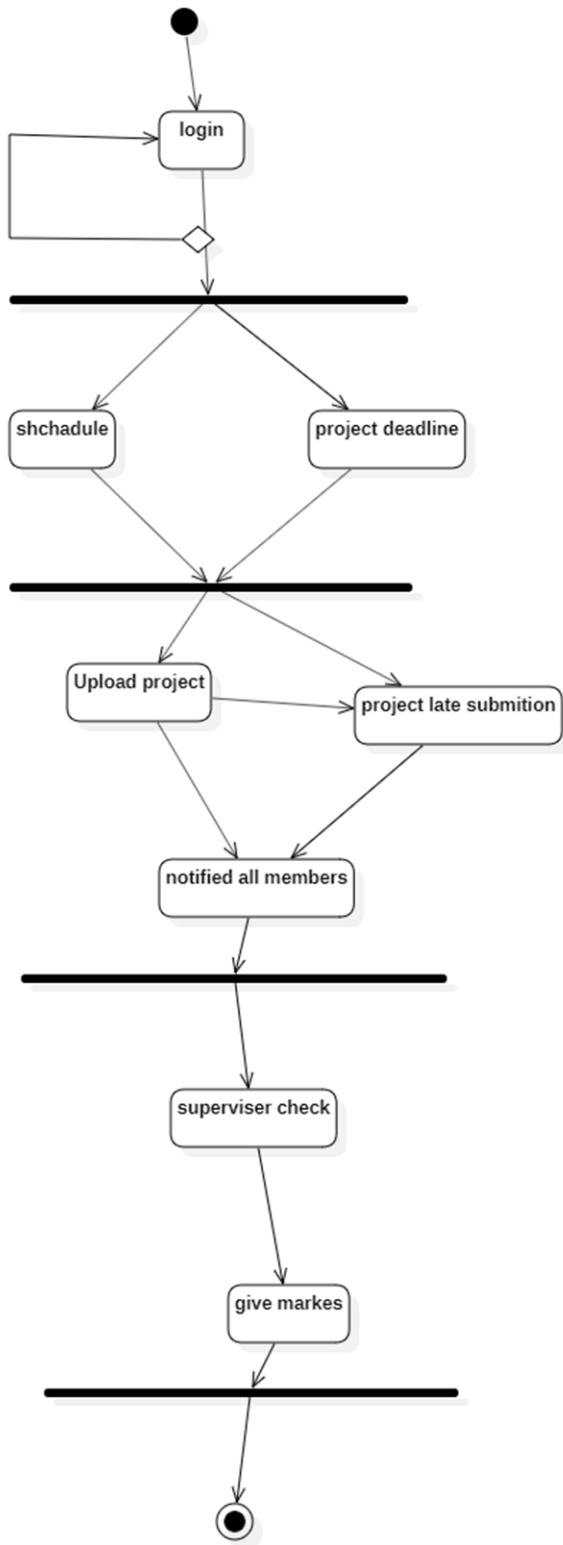 login
shchadule
project deadline
Upload project
project late submition
notified all members
superviser check
give markes